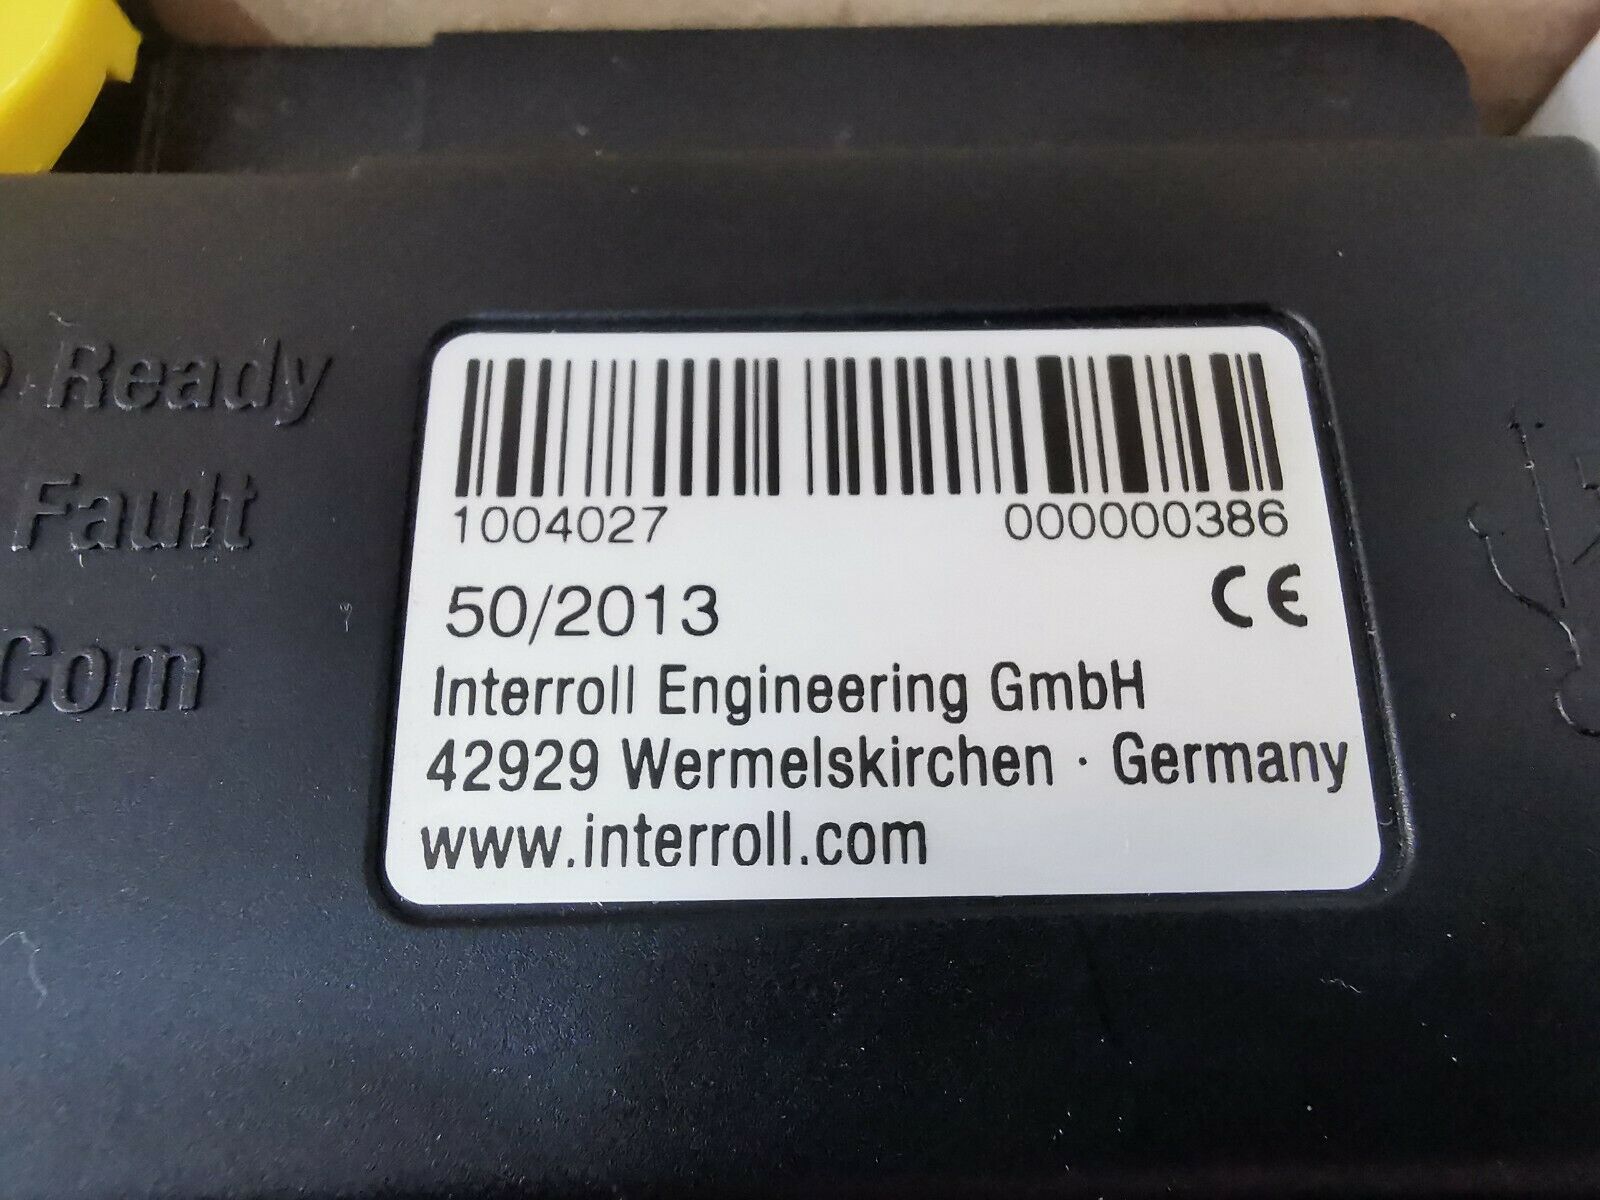 Ready
Fault
Com
1004027 000000386
50/2013 CE
Interroll Engineering GmbH
42929 Wermelskirchen · Germany
www.interroll.com